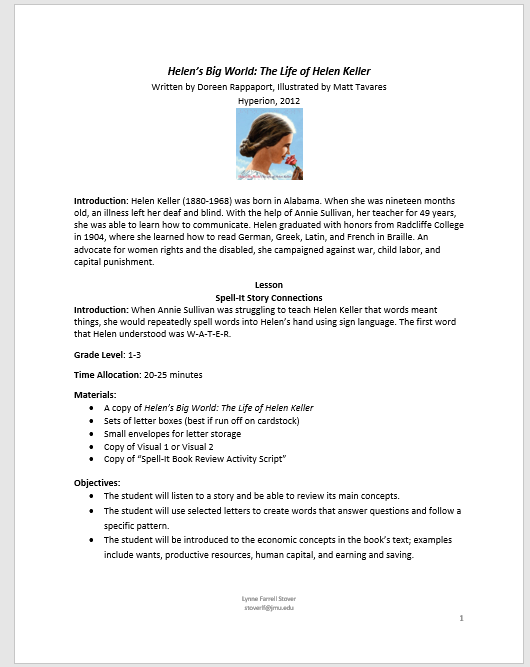 Helen's Big World: The Life of Helen Keller
Written by Doreen Rappaport, Illustrated by Matt Tavares
Hyperion, 2012
Introduction: Helen Keller (1880-1968) was born in Alabama. When she was nineteen months
old, an illness left her deaf and blind. With the help of Annie Sullivan, her teacher for 49 years,
she was able to learn how to communicate. Helen graduated with honors from Radcliffe College
in 1904, where she learned how to read German, Greek, Latin, and French in Braille. An
advocate for women rights and the disabled, she campaigned against war, child labor, and
capital punishment.
Lesson
Spell-It Story Connections
Introduction: When Annie Sullivan was struggling to teach Helen Keller that words meant
things, she would repeatedly spell words into Helen's hand using sign language. The first word
that Helen understood was W-A-T-E-R.
Grade Level: 1-3
Time Allocation: 20-25 minutes
Materials:
• A copy of Helen's Big World: The Life of Helen Keller
• Sets of letter boxes (best if run off on cardstock)
• Small envelopes for letter storage
• Copy of Visual 1 or Visual 2
• Copy of "Spell-It Book Review Activity Script"
Objectives:
• The student will listen to a story and be able to review its main concepts.
• The student will use selected letters to create words that answer questions and follow a
specific pattern.
• The student will be introduced to the economic concepts in the book's text; examples
include wants, productive resources, human capital, and earning and saving.
Lynne Farrell Stover
stoverlf@jmu.edu
1